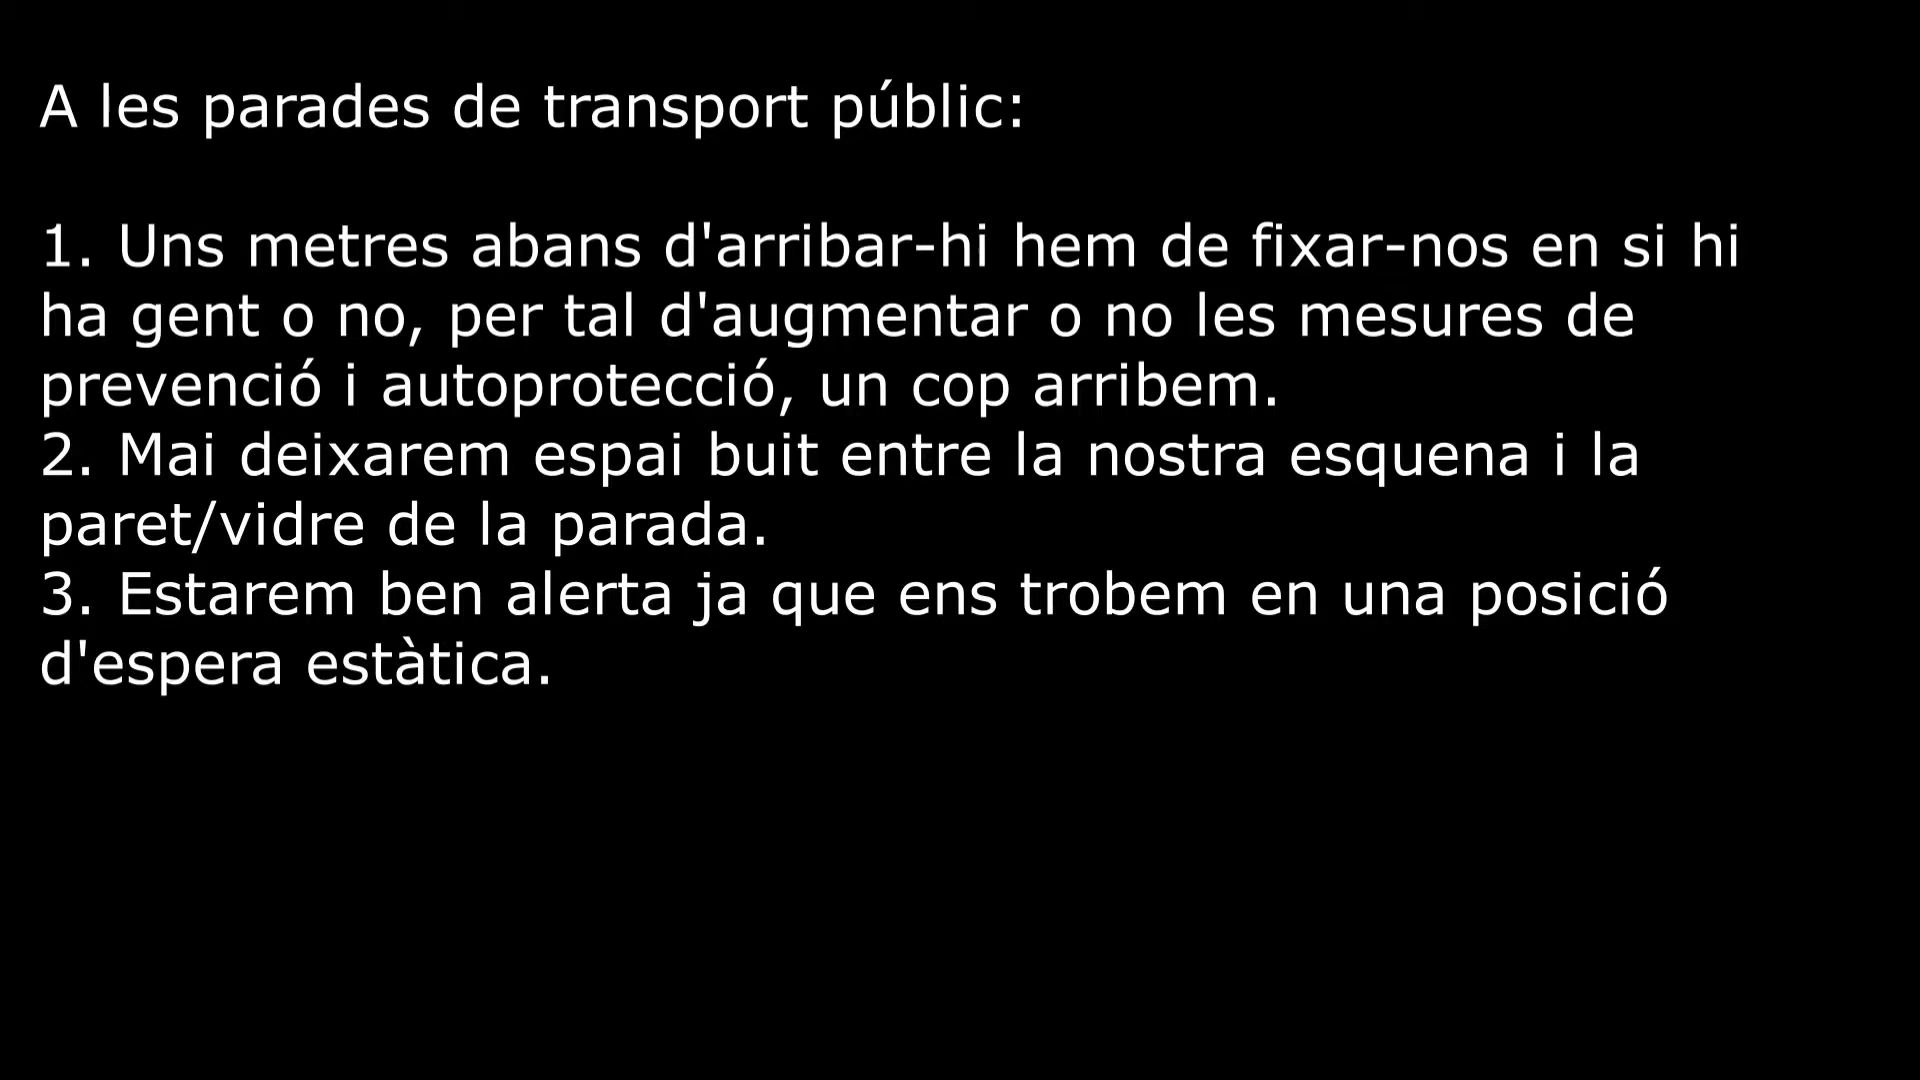 A les parades de transport públic:
1. Uns metres abans d'arribar-hi hem de fixar-nos en si hi
ha gent o no, per tal d'augmentar o no les mesures de
prevenció i autoprotecció, un cop arribem.
2. Mai deixarem espai buit entre la nostra esquena i la
paret/vidre de la parada.
3. Estarem ben alerta ja que ens trobem en una posició
d'espera estàtica.